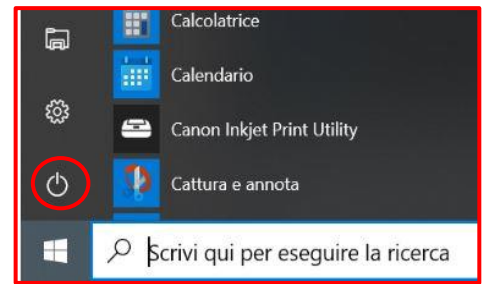 Calcolatrice
Calendario
Canon Inkjet Print Utility
Cattura e annota
Scrivi qui per eseguire la ricerca